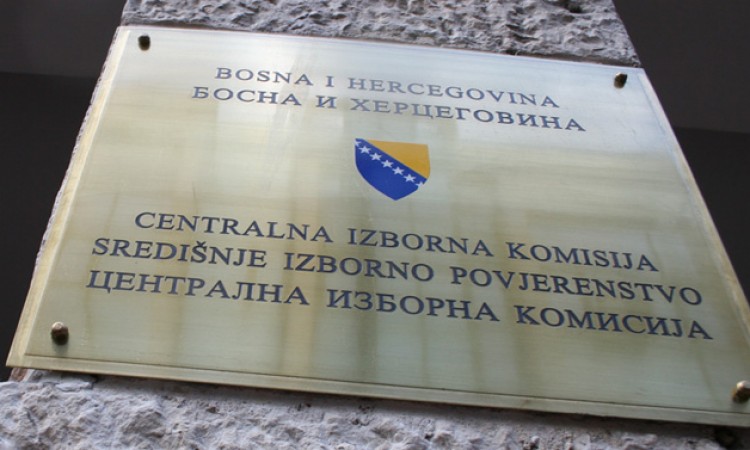 BOSNA I HERCEGOVINA
БОСНА И ХЕРЦЕГОВИНА
CENTRALNA IZBORNA KOMISIJA
SREDIŠNJE IZBORNO POVJERENSTVO
ЦЕНТРАЛНА ИЗБОРНА КОМИСИЈА